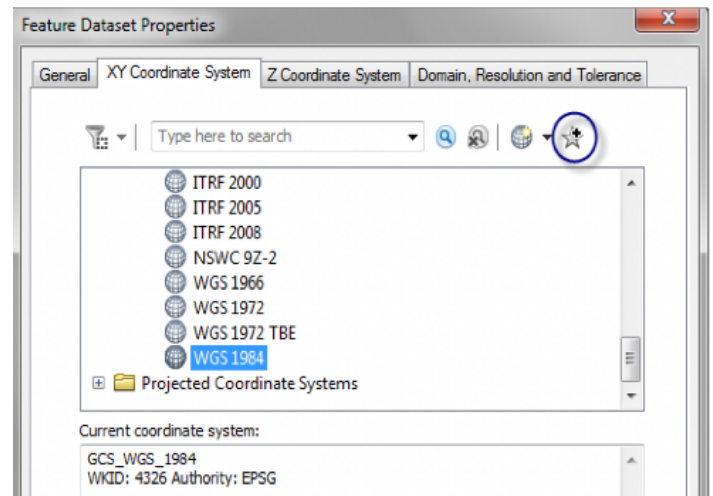 Feature Dataset Properties
General XY Coordinate System Z Coordinate System Domain, Resolution and Tolerance
Type here to search
ITRF 2000
ITRF 2005
ITRF 2008
NSWC 9Z-2
WGS 1966
WGS 1972
WGS 1972 TBE
WGS 1984
Projected Coordinate Systems
Current coordinate system:
GCS_WGS_1984
WKID: 4326 Authority: EPSG